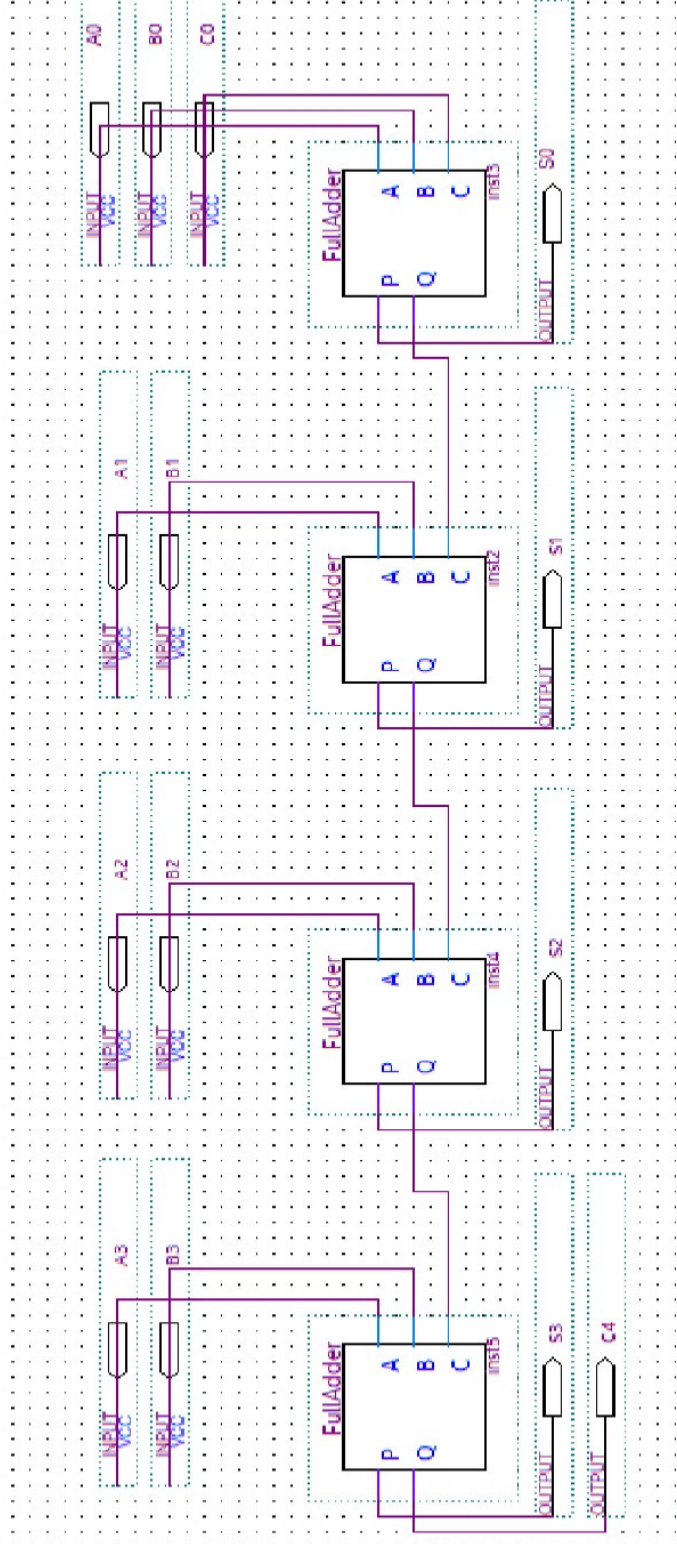 A0
B0
C0
INPUT
VCC
INPUT
VCC
INPUT
VCC
FullAdder
A
B
C
P
Q
inst3
S0
OUTPUT
A1
B1
INPUT
VCC
INPUT
VCC
FullAdder
A
B
C
P
Q
inst2
S1
OUTPUT
A2
B2
INPUT
VCC
INPUT
VCC
FullAdder
A
B
C
P
Q
inst4
S2
OUTPUT
A3
B3
INPUT
VCC
INPUT
VCC
FullAdder
A
B
C
P
Q
inst5
S3
C4
OUTPUT
OUTPUT